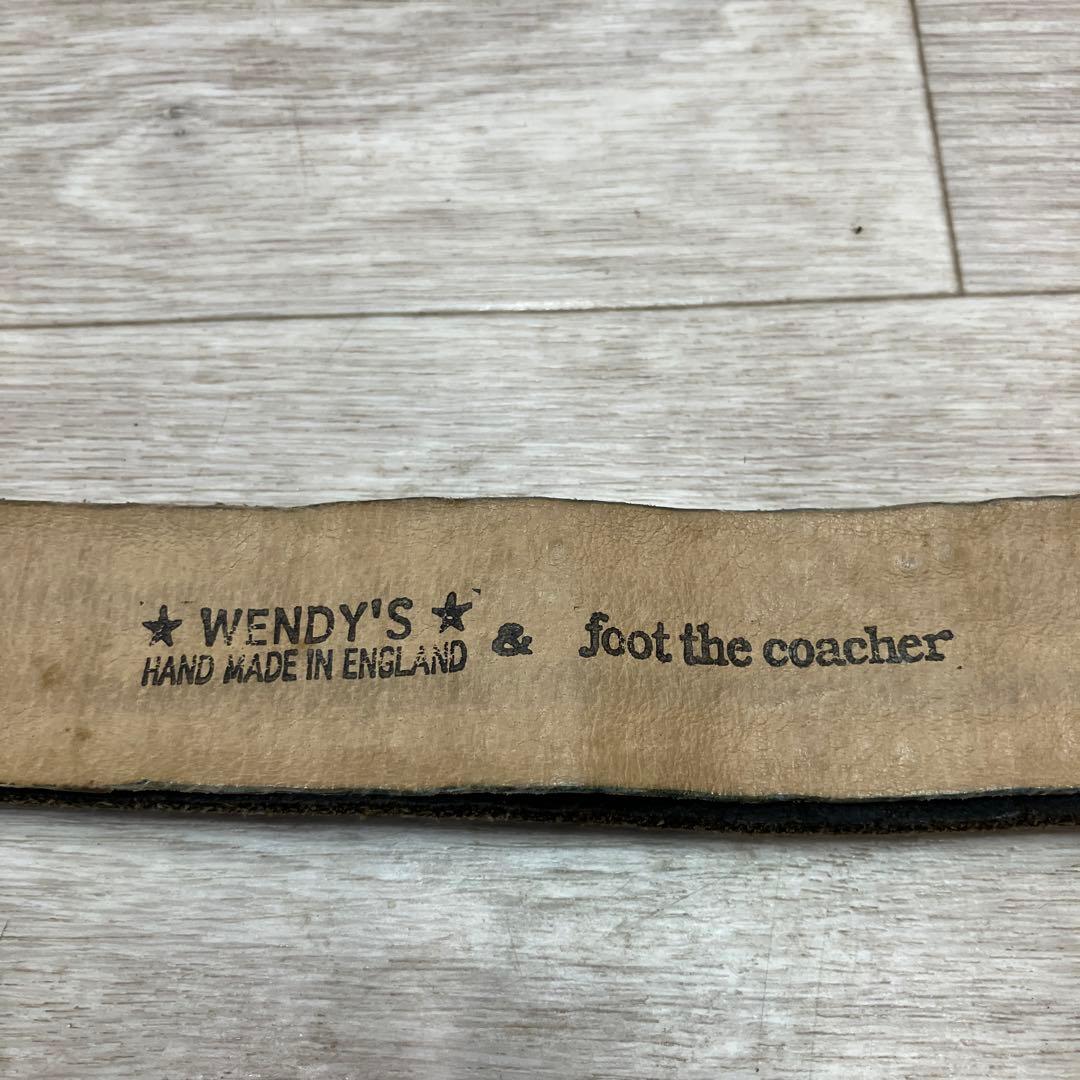 ★ WENDY'S ★
HAND MADE IN ENGLAND
& foot the coacher